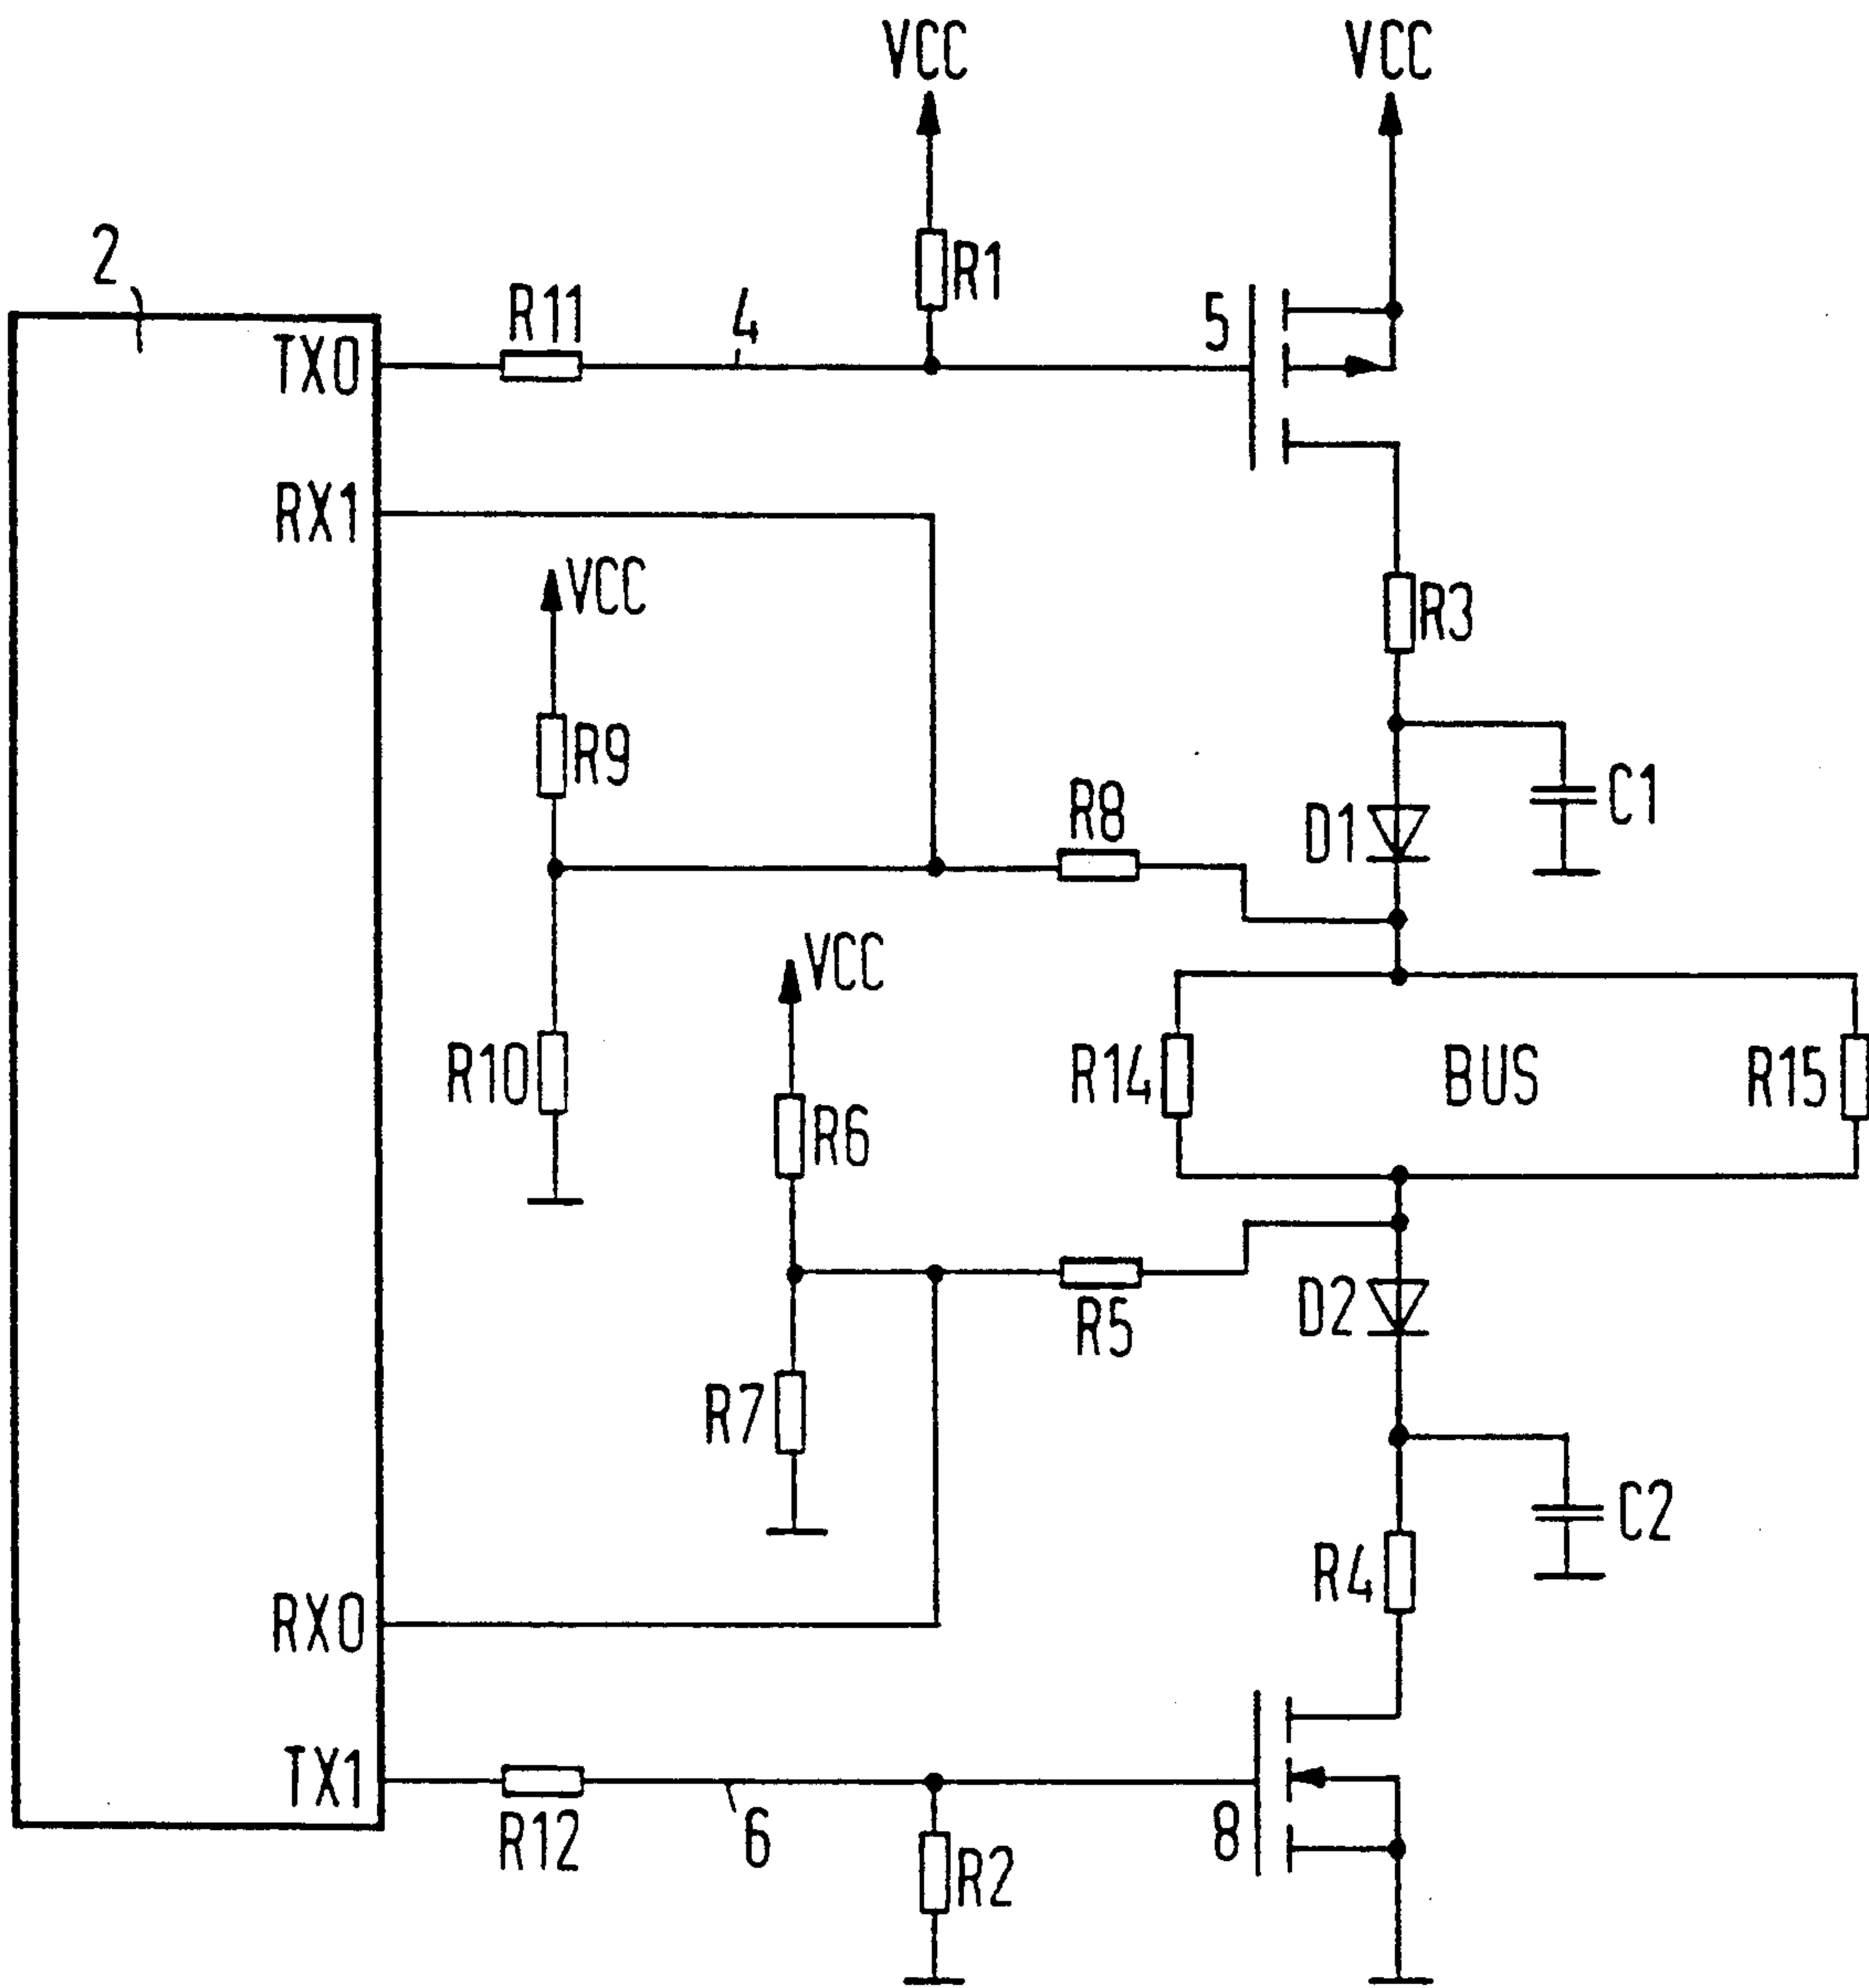 VCC
VCC
2
R11
4
R1
5
TX0
RX1
VCC
R3
R9
R8
D1
C1
VCC
R10
R6
R14
BUS
R15
R5
D2
R7
C2
R4
RX0
TX1
R12
6
R2
8